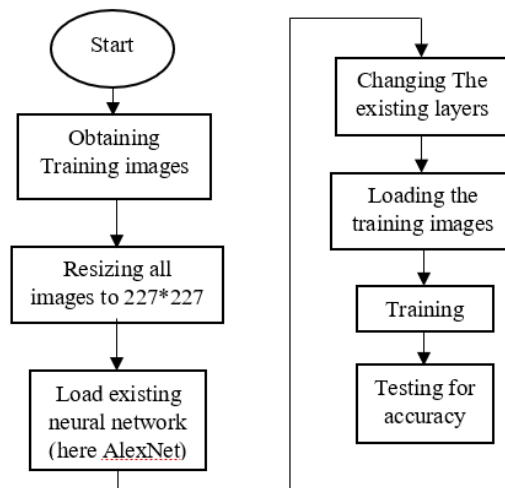 Start
Obtaining
Training images
Resizing all
images to 227*227
Load existing
neural network
(here AlexNet)
Changing The
existing layers
Loading the
training images
Training
Testing for
accuracy